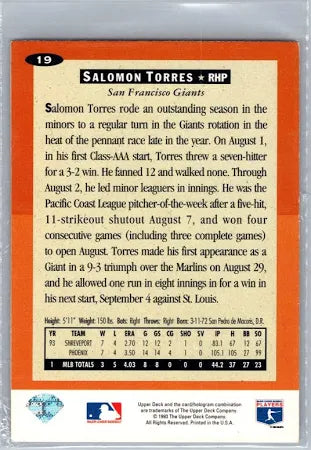 19
SALOMON TORRES ★ RHP
San Francisco Giants
Salomon Torres rode an outstanding season in the
minors to a regular turn in the Giants rotation in the
heat of the pennant race late in the year. On August 1,
in his first Class-AAA start, Torres threw a seven-hitter
for a 3-2 win. He fanned 12 and walked none. Through
August 2, he led minor leaguers in innings. He was the
Pacific Coast League pitcher-of-the-week after a five-hit,
11-strikeout shutout August 7, and won four
consecutive games (including three complete games)
to open August. Torres made his first appearance as a
Giant in a 9-3 triumph over the Marlins on August 29,
and he allowed one run in eight innings for a win in
his next start, September 4 against St. Louis.
Height: 5'11" Weight: 150 lbs. Bats: Right Throws: Right Born: 3-11-72 San Pedro de Macoris, D.R.
YR TEAM W L ERA G GS CG SHO SV IP H BB SO
93 SHREVEPORT 7 4 2.70 12 12 2 1 0 83.1 67 12 67
PHOENIX 7 4 3.50 14 14 4 1 0 105.1 105 27 99
1 MLB TOTALS 3 5 4.03 8 8 0 0 0 44.2 37 27 23
Upper Deck and the card/hologram combination
are trademarks of The Upper Deck Company.
© 1993 The Upper Deck Company.
All Rights Reserved. Printed in the U.S.A.
MAJOR LEAGUE BASEBALL
PLAYERS